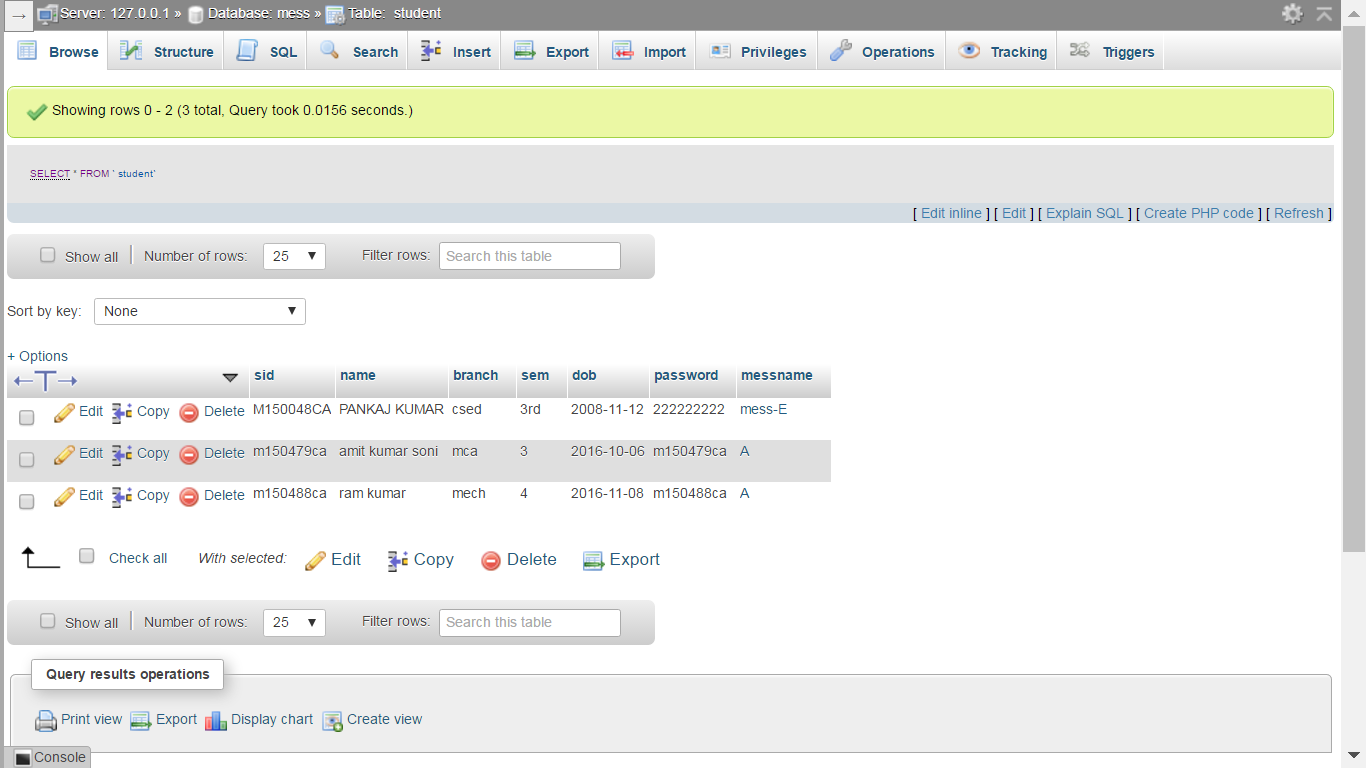 → Server: 127.0.0.1 » Database: mess » Table: student
Browse Structure SQL Search Insert Export Import Privileges Operations Tracking Triggers
Showing rows 0 - 2 (3 total, Query took 0.0156 seconds.)
SELECT * FROM ` student`
[ Edit inline ] [ Edit ] [ Explain SQL ] [ Create PHP code ] [ Refresh ]
Show all Number of rows: 25 Filter rows: Search this table
Sort by key: None
+ Options
←T→ sid name branch sem dob password messname
Edit Copy Delete M150048CA PANKAJ KUMAR csed 3rd 2008-11-12 222222222 mess-E
Edit Copy Delete m150479ca amit kumar soni mca 3 2016-10-06 m150479ca A
Edit Copy Delete m150488ca ram kumar mech 4 2016-11-08 m150488ca A
Check all With selected: Edit Copy Delete Export
Show all Number of rows: 25 Filter rows: Search this table
Query results operations
Print view Export Display chart Create view
Console